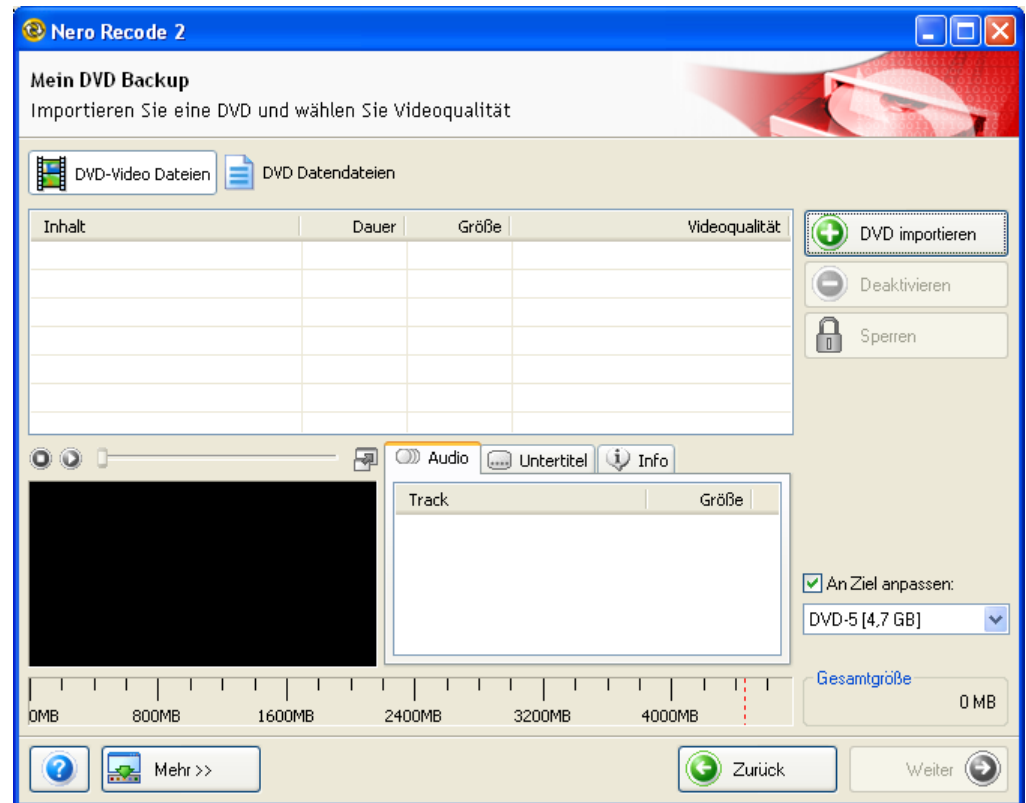 Nero Recode 2
Mein DVD Backup
Importieren Sie eine DVD und wählen Sie Videoqualität
DVD-Video Dateien
DVD Datendateien
Inhalt Dauer Größe Videoqualität
DVD importieren
Deaktivieren
Sperren
Audio Untertitel Info
Track Größe
An Ziel anpassen:
DVD-5 [4,7 GB]
Gesamtgröße
0 MB
0MB 800MB 1600MB 2400MB 3200MB 4000MB
Mehr >>
Zurück
Weiter